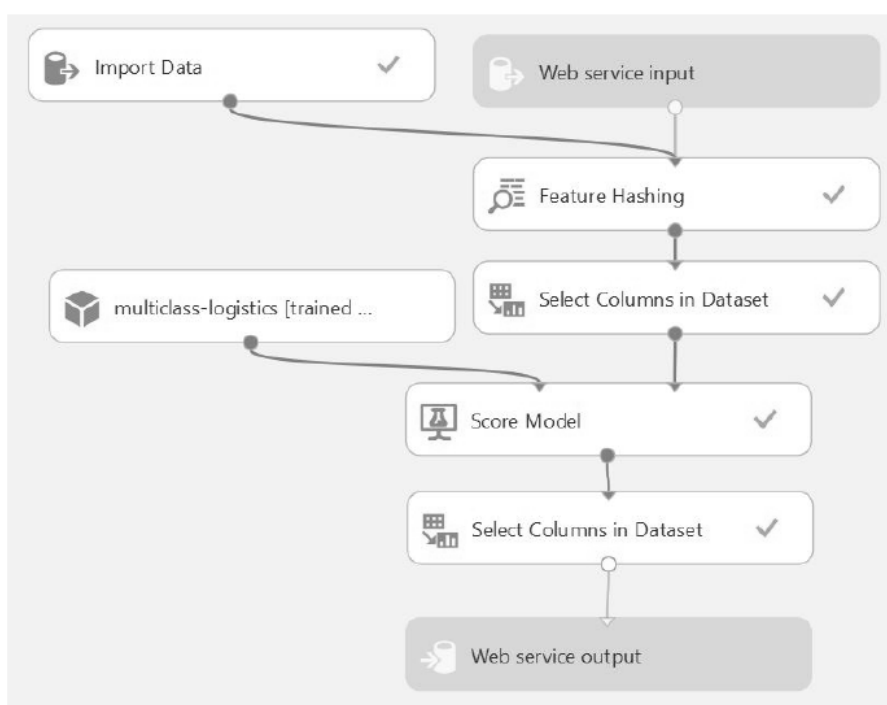 Import Data
Web service input
Feature Hashing
Select Columns in Dataset
multiclass-logistics [trained ...
Score Model
Select Columns in Dataset
Web service output